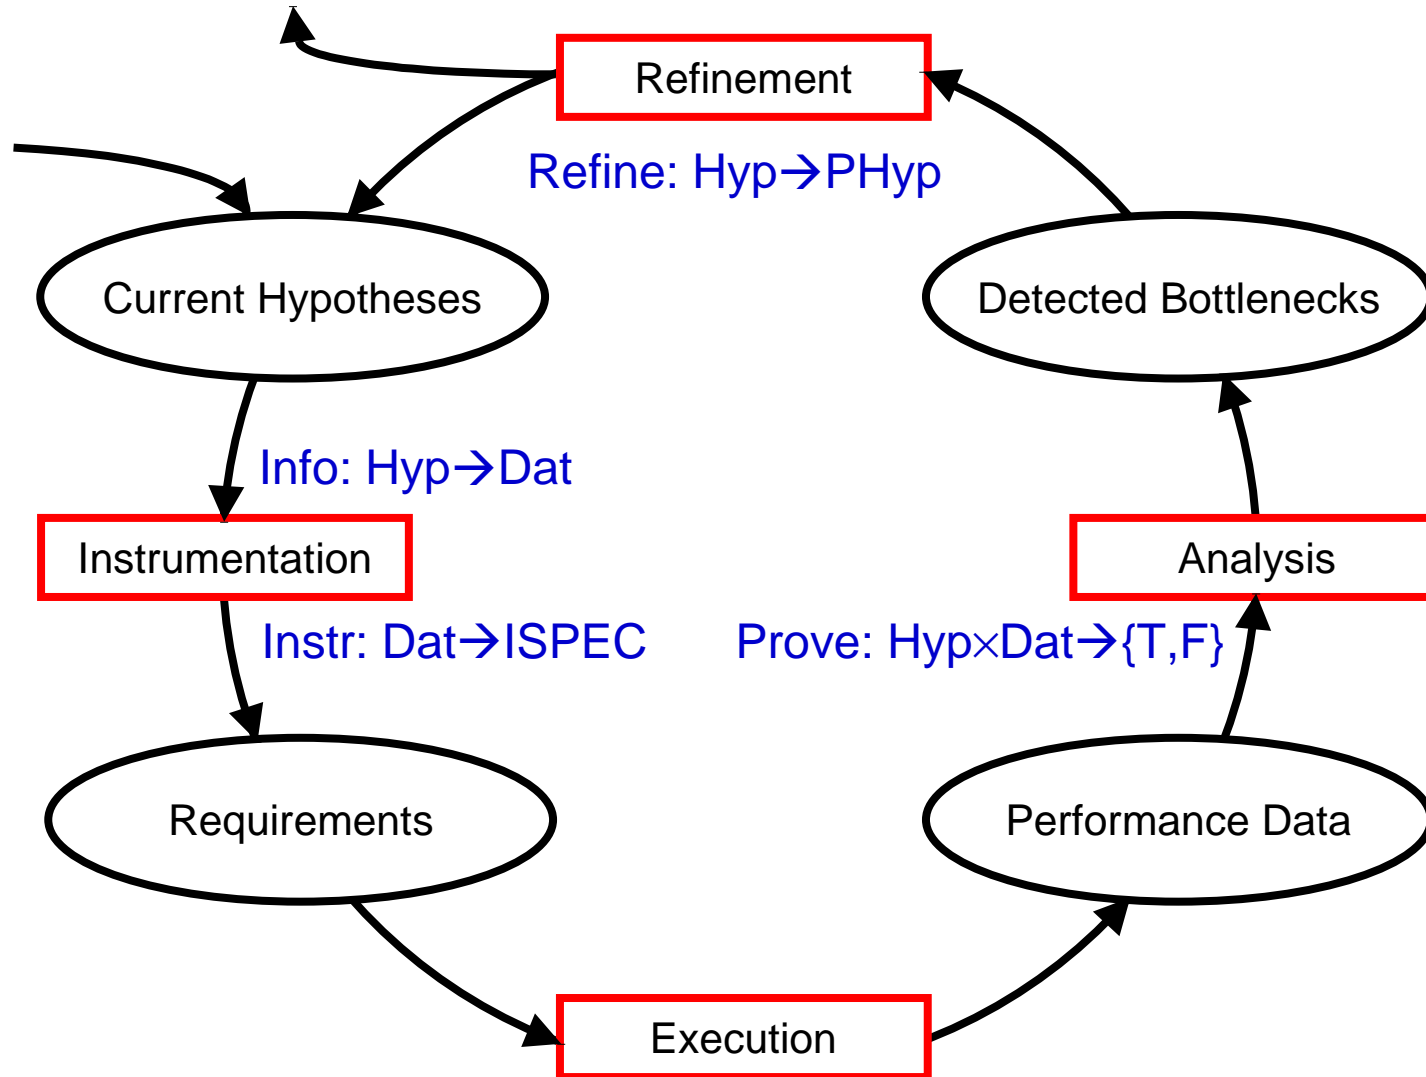 Refinement
Refine: Hyp→PHyp
Current Hypotheses
Detected Bottlenecks
Info: Hyp→Dat
Instrumentation
Analysis
Instr: Dat→ISPEC
Prove: Hyp×Dat→{T,F}
Requirements
Performance Data
Execution